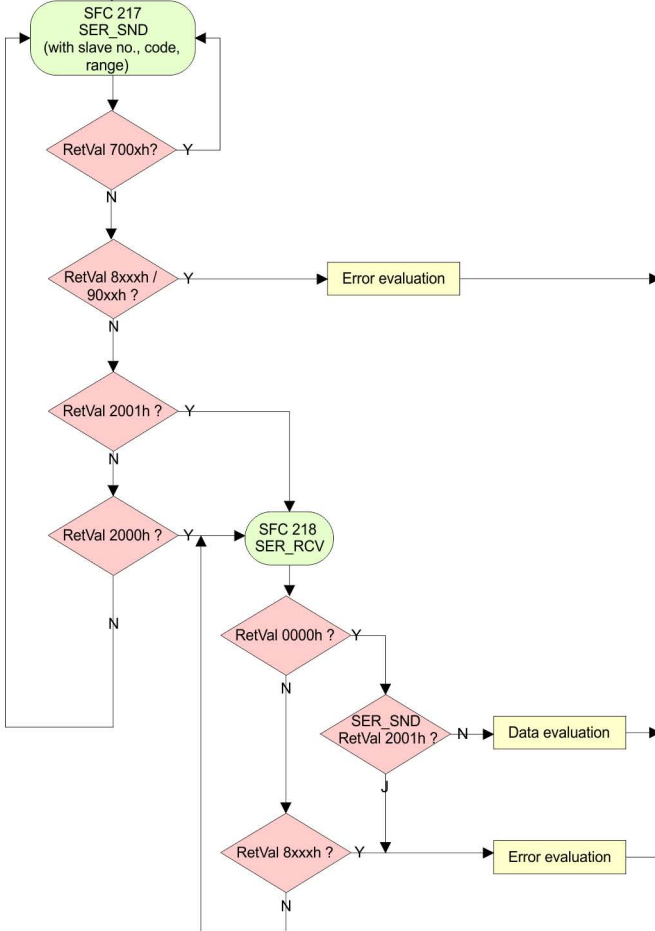 SFC 217
SER_SND
(with slave no., code,
range)
RetVal 700xh?
Y
N
RetVal 8xxxh /
90xxh ?
Y
Error evaluation
N
RetVal 2001h ?
Y
N
RetVal 2000h ?
Y
SFC 218
SER_RCV
N
RetVal 0000h ?
Y
N
SER_SND
RetVal 2001h ?
N
Data evaluation
J
RetVal 8xxxh ?
Y
Error evaluation
N